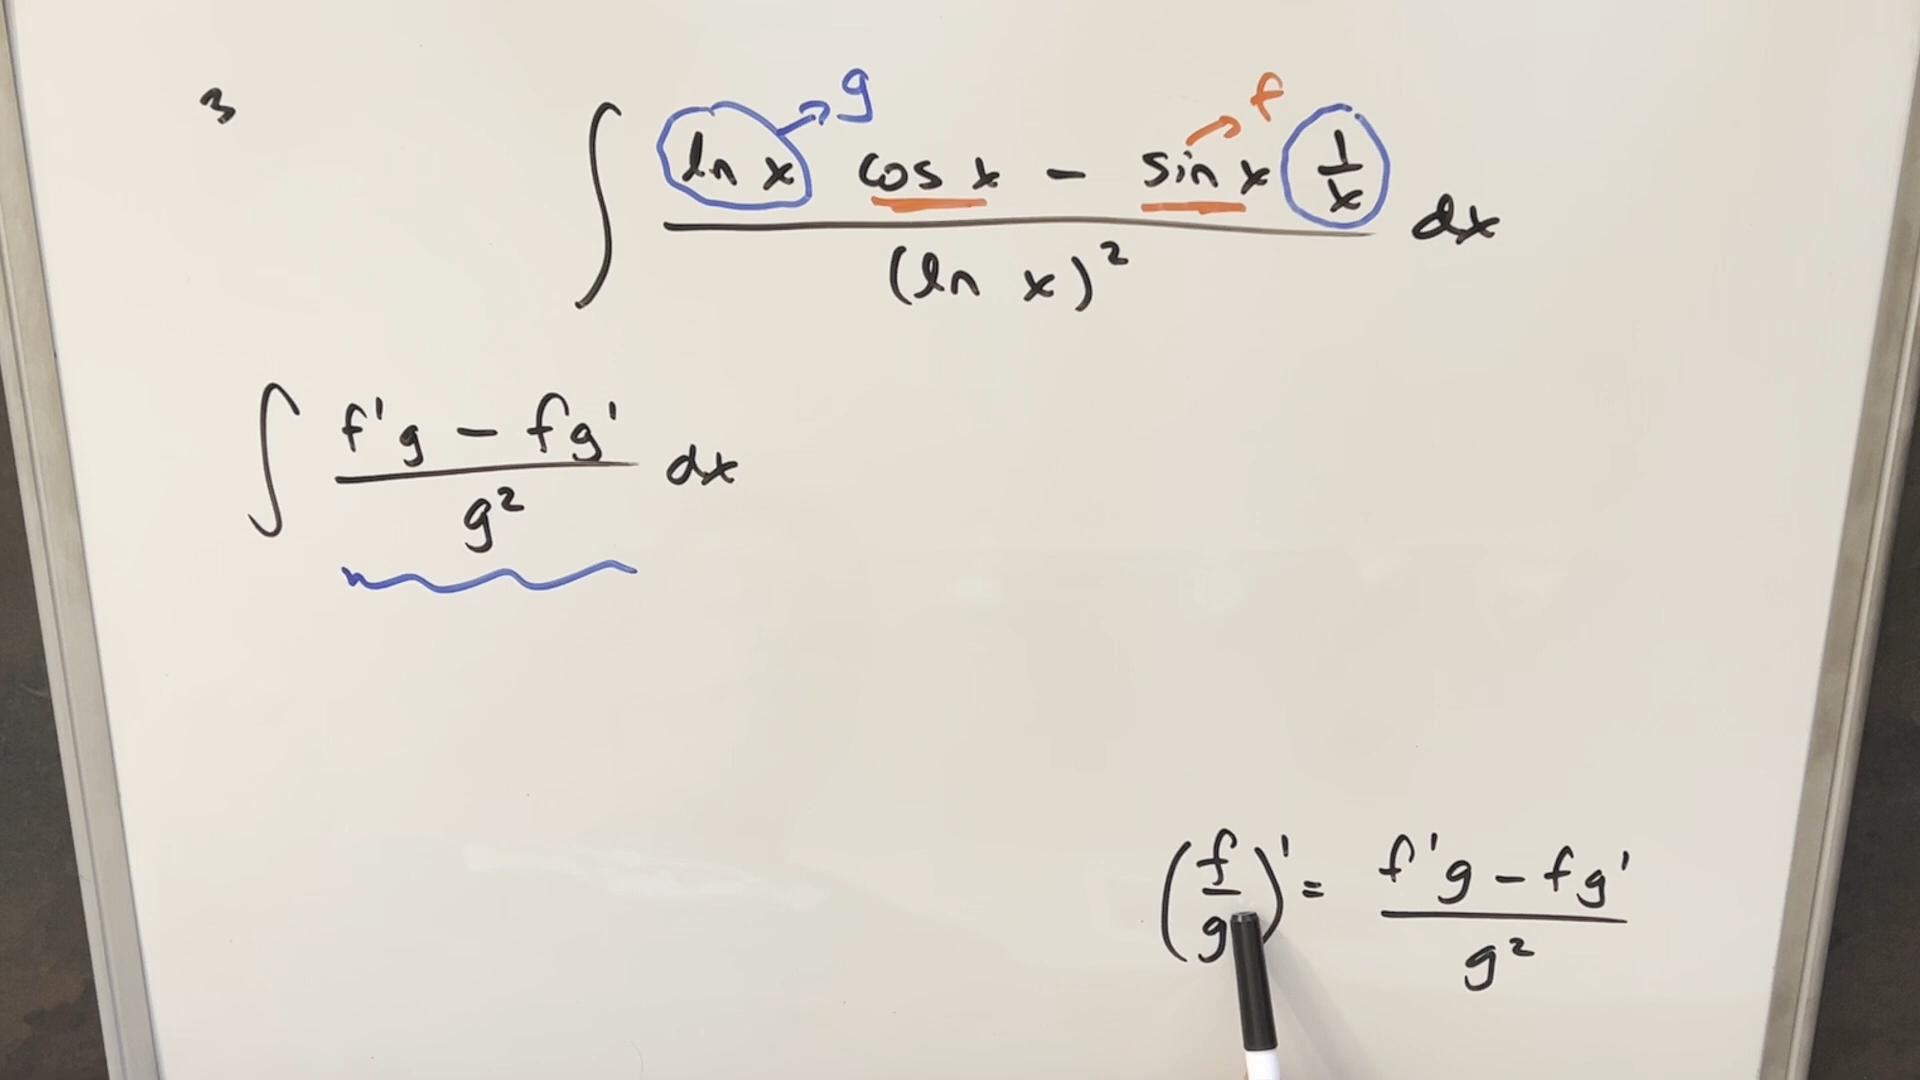 3
g f
∫ (ln x cos x - sin x 1/x) / (ln x)² dx
∫ (f'g - fg') / g² dx
(f/g)' = (f'g - fg') / g²